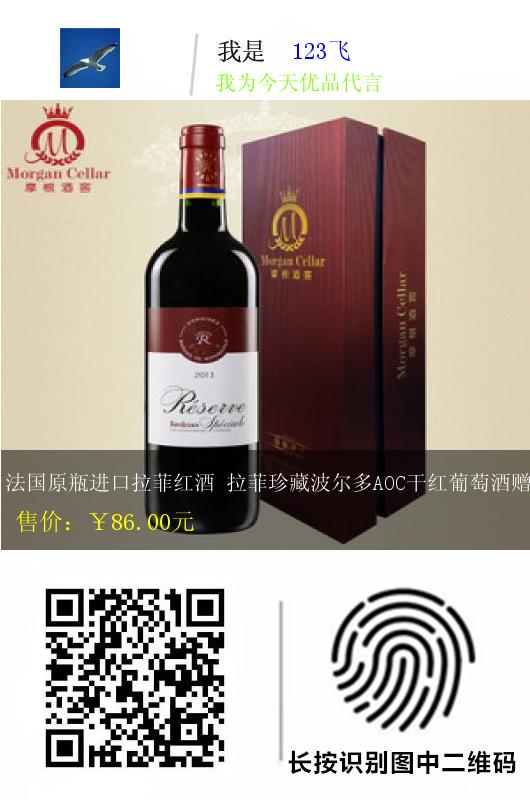 我是 123飞
我为今天优品代言
Morgan Cellar
摩根酒窖
Morgan Cellar
摩根酒窖
Morgan Cellar
摩根酒窖
2013
Réserve
Bordeaux Spéciale
法国原瓶进口拉菲红酒 拉菲珍藏波尔多AOC干红葡萄酒赠
售价：￥86.00元
长按识别图中二维码